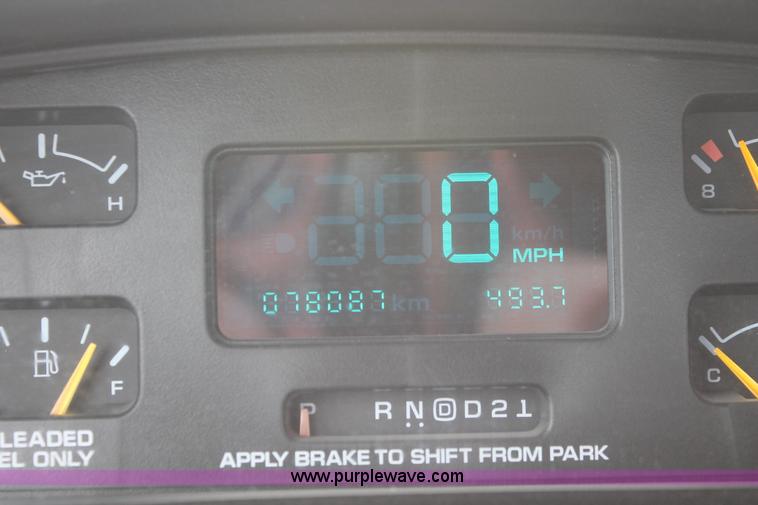 H
8
0
km/h
MPH
078087 km 493.7
F
C
P R N D D 2 1
LEADED
EL ONLY
APPLY BRAKE TO SHIFT FROM PARK
www.purplewave.com